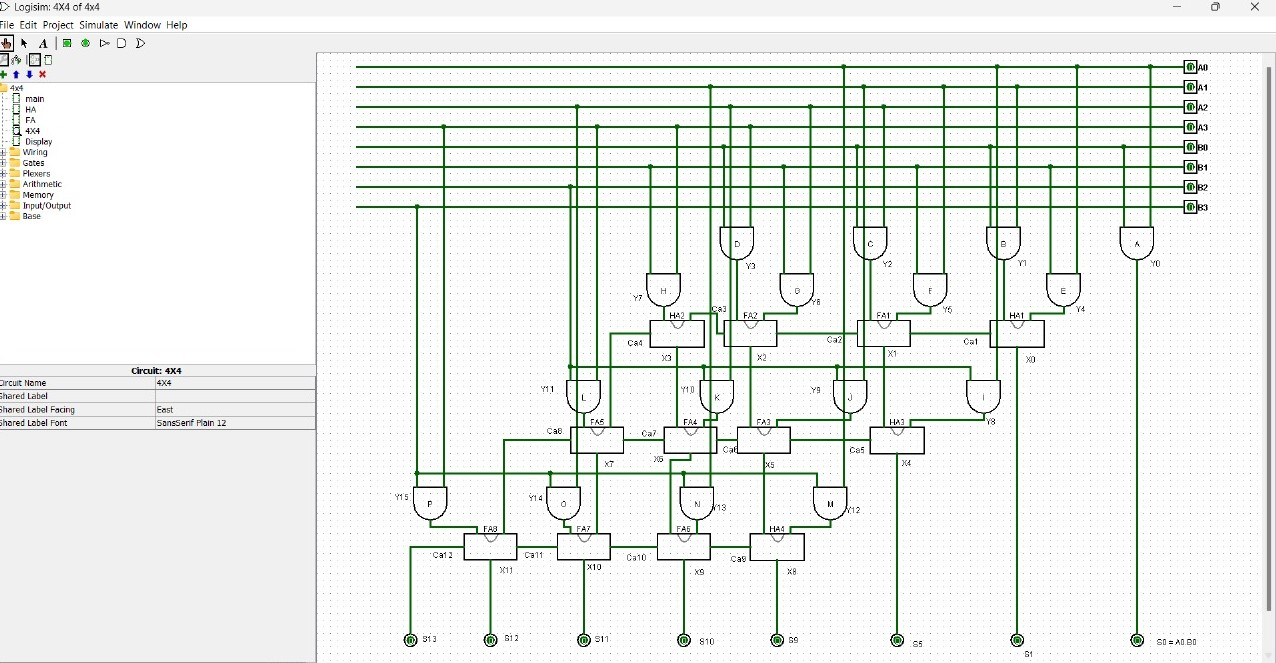 Logisim: 4X4 of 4x4
File Edit Project Simulate Window Help
A
4x4
main
HA
FA
4X4
Display
Wiring
Gates
Plexers
Arithmetic
Memory
Input/Output
Base
Circuit: 4X4
Circuit Name 4X4
Shared Label
Shared Label Facing East
Shared Label Font SansSerif Plain 12
A0
A1
A2
A3
B0
B1
B2
B3
D C B A
Y3 Y2 Y1 Y0
H G F E
Y7 Y6 Y5 Y4
HA2 Ca3 FA2 FA1 HA1
Ca4 Ca2 Ca1
X3 X2 X1 X0
Y11 L Y10 K Y9 J I
Y8
FA5 FA4 FA3 HA3
Ca8 Ca7 Ca6 Ca5
X7 X6 X5 X4
Y15 P Y14 O N Y13 M Y12
FA8 FA7 FA6 HA4
Ca12 Ca11 Ca10 Ca9
X11 X10 X9 X8
S13 S12 S11 S10 S9 S5 S1 S0 = A0.B0